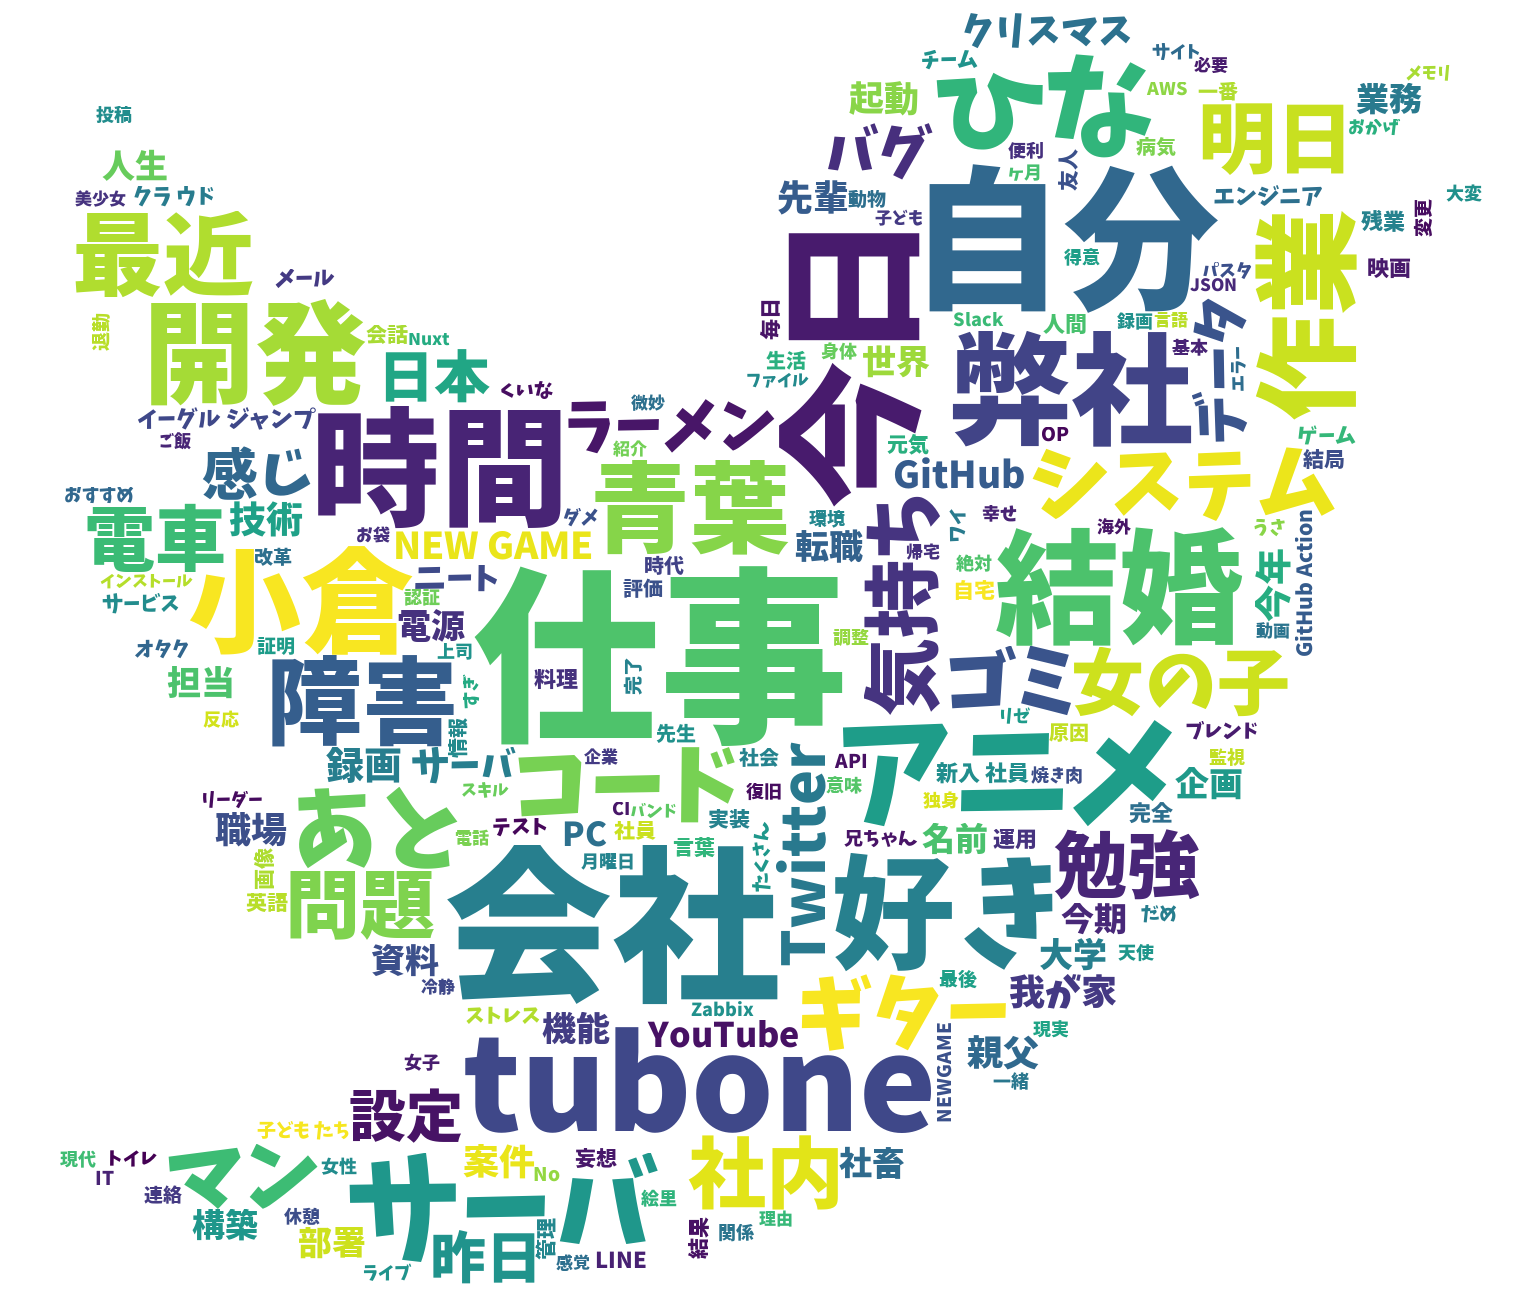 クリスマス
チーム
サイト
必要
メモリ
ひな
AWS
一番
業務
起動
投稿
おかげ
明日
バグ
便利
病気
人生
ヶ月
友人
美少女
クラウド
先輩
動物
エンジニア
大変
子ども
残業
変更
最近
自分
今日
作業
得意
映画
メール
パスタ
JSON
毎日
Slack
人間
録画
言語
データ
退勤
開発
会話
Nuxt
日本
生活
身体
世界
弊社
基本
エラー
ファイル
くいな
微妙
イーグル ジャンプ
ラーメン
ご飯
時間
紹介
元気
OP
ゲーム
結局
感じ
青葉
GitHub
システム
おすすめ
電車
技術
お袋
ダメ
環境
気持ち
ワイ
幸せ
海外
うさ
NEW GAME
転職
帰宅
GitHub Action
改革
時代
絶対
結婚
今年
インストール
小倉
ニート
評価
自宅
サービス
認証
仕事
電源
調整
動画
オタク
証明
上司
ゴミ
女の子
担当
障害
すき
料理
完了
反応
リゼ
情報
先生
アニメ
原因
ブレンド
録画 サーバ
コード
企業
社会
Twitter
API
新入 社員
焼き肉
監視
企画
スキル
復旧
意味
リーダー
あと
CI
バンド
独身
完全
職場
電話
テスト
PC
社員
実装
兄ちゃん
名前
運用
勉強
言葉
たくさん
画像
月曜日
問題
英語
会社
好き
今期
だめ
資料
大学
天使
冷静
最後
我が家
ストレス
機能
Zabbix
ギター
YouTube
現実
NEWGAME
親父
女子
tubone
一緒
設定
子ども たち
現代
トイレ
IT
マン
女性
案件
No
妄想
社内
社畜
連絡
サーバ
絵里
休憩
構築
部署
昨日
管理
結果
関係
理由
ライブ
感覚
LINE